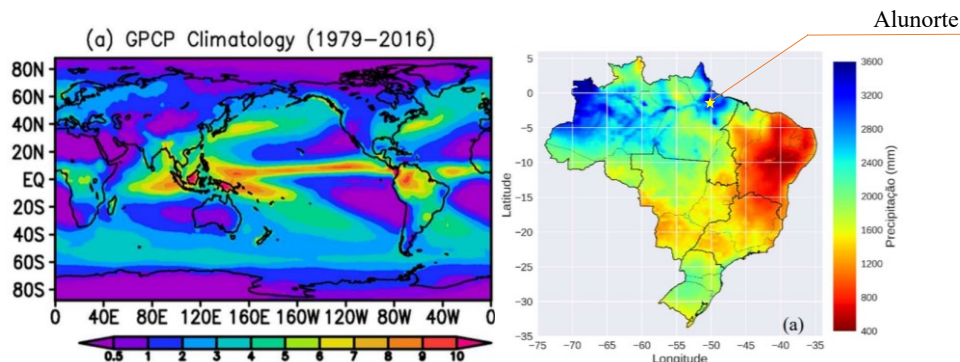 Alunorte
(a) GPCP Climatology (1979-2016)
80N
60N
40N
20N
EQ
20S
40S
60S
80S
0 40E 80E 120E 160E 160W 120W 80W 40W 0
0.5 1 2 3 4 5 6 7 8 9 10
5
0
-5
-10
-15
-20
-25
-30
-35
Latitude
-75 -70 -65 -60 -55 -50 -45 -40 -35
Longitude
(a)
3600
3200
2800
2400
2000
1600
1200
800
400
Precipitação (mm)